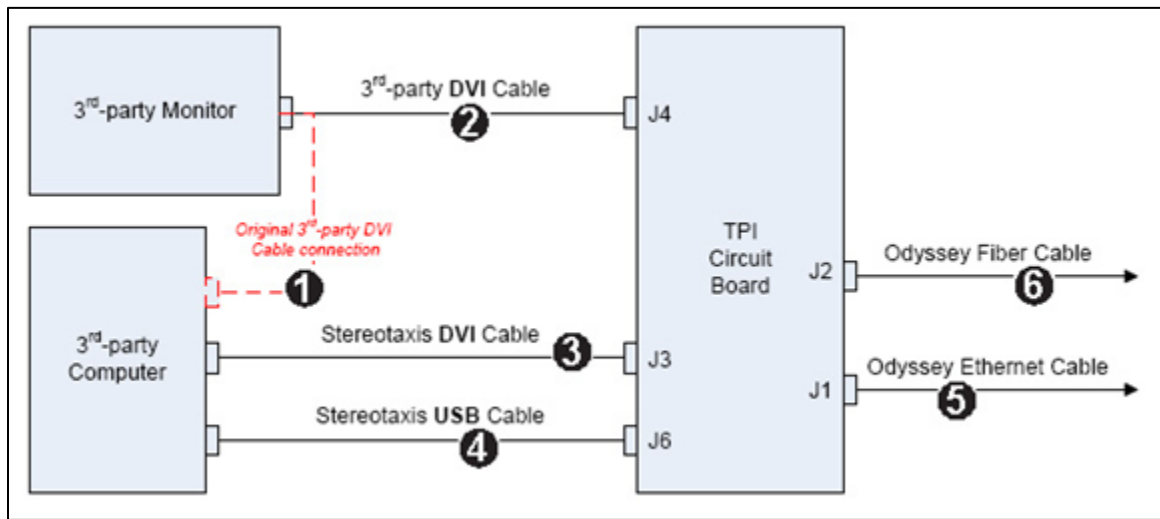 3rd-party Monitor
3rd-party DVI Cable
2
J4
Original 3rd-party DVI
Cable connection
1
TPI
Circuit
Board
J2
Odyssey Fiber Cable
6
3rd-party
Computer
Stereotaxis DVI Cable
3
J3
J1
Odyssey Ethernet Cable
5
Stereotaxis USB Cable
4
J6